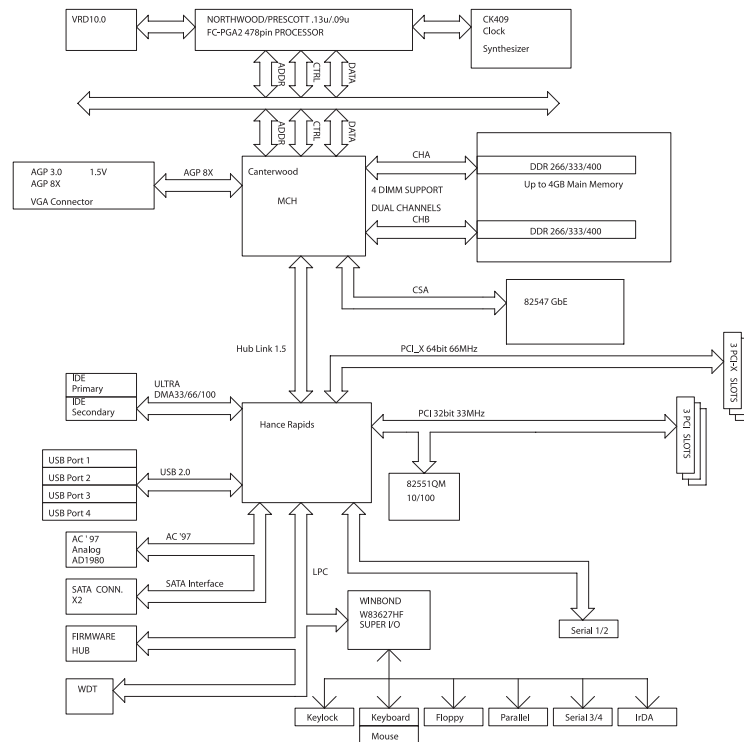 VRD10.0
NORTHWOOD/PRESCOTT .13u/.09u
FC-PGA2 478pin PROCESSOR
CK409
Clock
Synthesizer
ADDR
CTRL
DATA
ADDR
CTRL
DATA
AGP 3.0 1.5V
AGP 8X
VGA Connector
AGP 8X
Canterwood
MCH
CHA
4 DIMM SUPPORT
DUAL CHANNELS
CHB
DDR 266/333/400
Up to 4GB Main Memory
DDR 266/333/400
CSA
82547 GbE
Hub Link 1.5
PCI_X 64bit 66MHz
3 PCI-X SLOTS
IDE
Primary
IDE
Secondary
ULTRA
DMA33/66/100
Hance Rapids
PCI 32bit 33MHz
3 PCI SLOTS
USB Port 1
USB Port 2
USB Port 3
USB Port 4
USB 2.0
82551QM
10/100
AC ' 97
Analog
AD1980
AC '97
SATA CONN.
X2
SATA Interface
LPC
FIRMWARE
HUB
WDT
WINBOND
W83627HF
SUPER I/O
Serial 1/2
Keylock
Keyboard
Mouse
Floppy
Parallel
Serial 3/4
IrDA